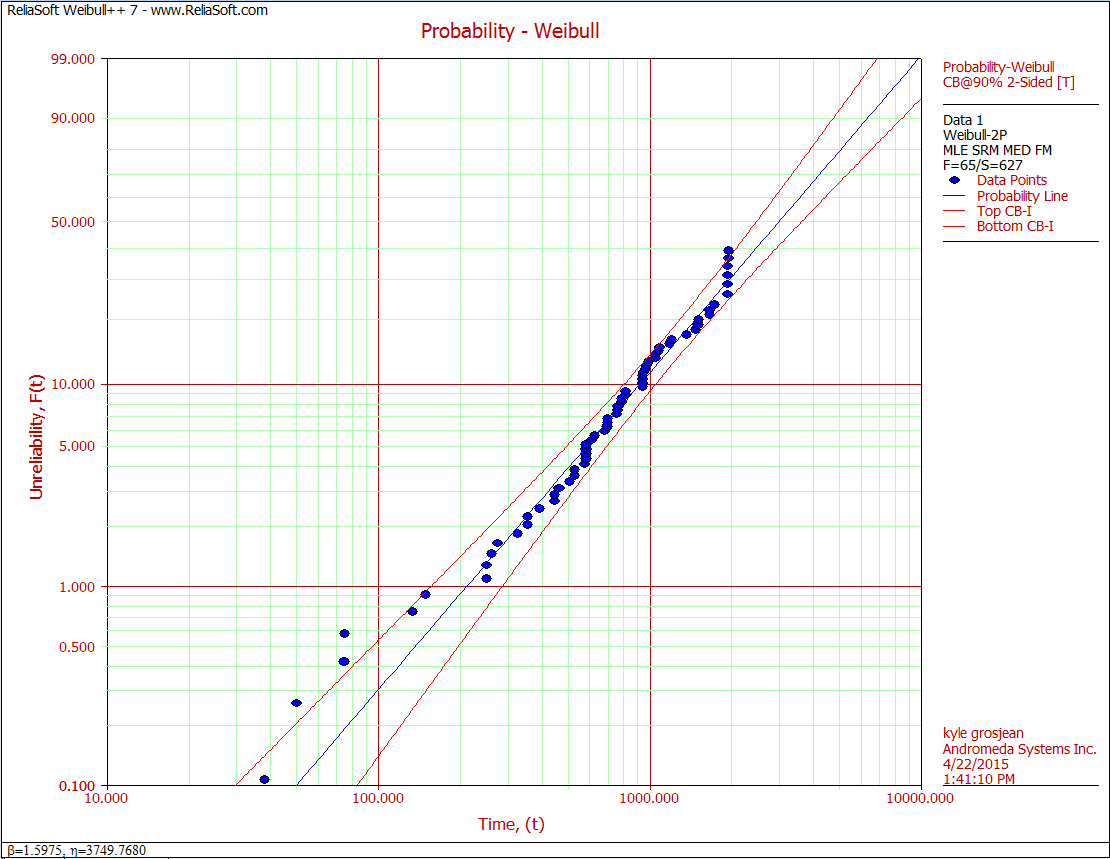 ReliaSoft Weibull++ 7 - www.ReliaSoft.com
Probability - Weibull
99.000
90.000
50.000
10.000
5.000
1.000
0.500
0.100
Unreliability, F(t)
10.000
100.000
1000.000
10000.000
Time, (t)
Probability-Weibull
CB@90% 2-Sided [T]
Data 1
Weibull-2P
MLE SRM MED FM
F=65/S=627
Data Points
Probability Line
Top CB-I
Bottom CB-I
kyle grosjean
Andromeda Systems Inc.
4/22/2015
1:41:10 PM
β=1.5975, η=3749.7680